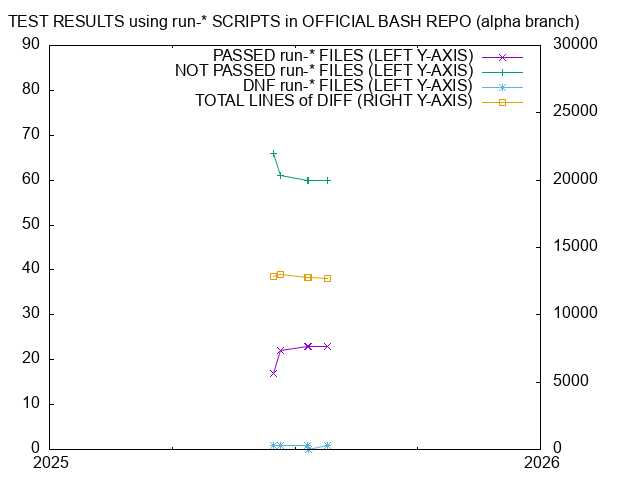 TEST RESULTS using run-* SCRIPTS in OFFICIAL BASH REPO (alpha branch)
90 30000
PASSED run-* FILES (LEFT Y-AXIS)
NOT PASSED run-* FILES (LEFT Y-AXIS)
80
DNF run-* FILES (LEFT Y-AXIS)
TOTAL LINES of DIFF (RIGHT Y-AXIS)
25000
70
60 20000
50
15000
40
30 10000
20
5000
10
0 0
2025 2026